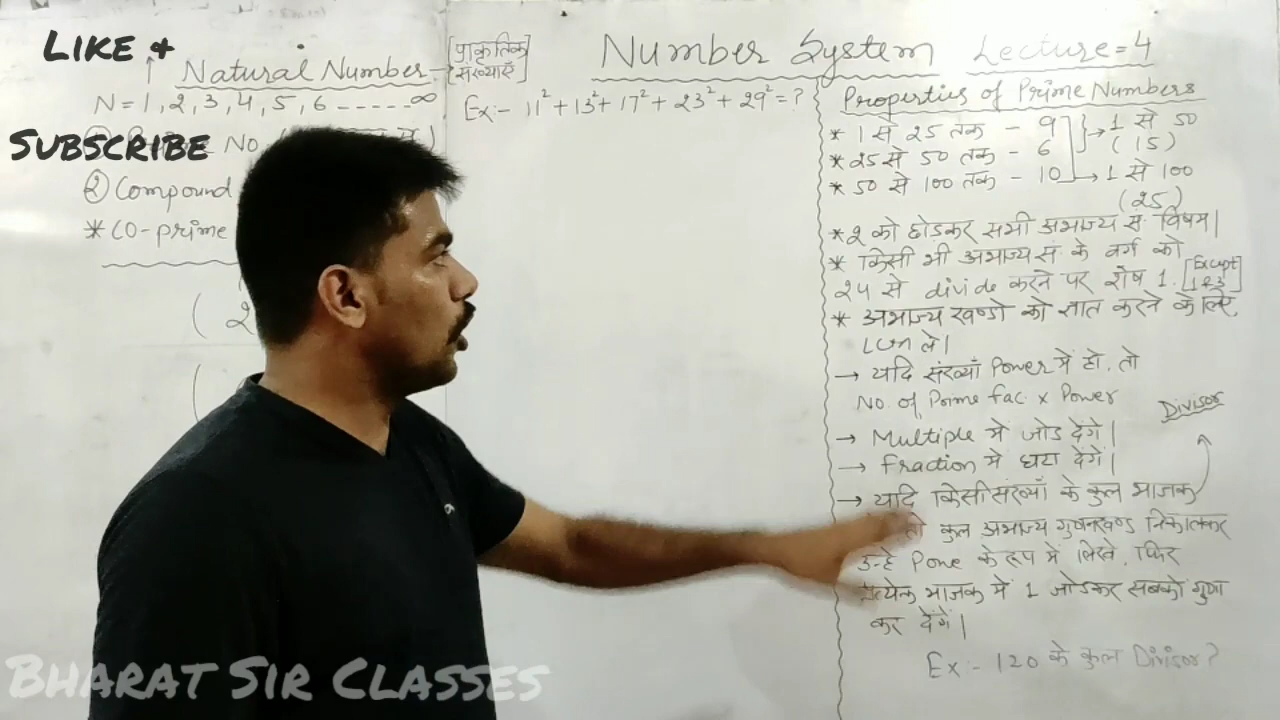 LIKE &
SUBSCRIBE
Natural Number
[प्राकृतिक
संख्याएँ]
N = 1, 2, 3, 4, 5, 6 ----- ∞
No.
② Compound
* CO-prime
( 2
(
Number System Lecture = 4
Ex:- 11² + 13² + 17² + 23² + 29² = ?
Properties of Prime Numbers
* 1 से 25 तक - 9
* 25 से 50 तक - 6
→ 1 से 50
(15)
* 50 से 100 तक - 10 → 1 से 100
(25)
* 2 को छोडकर सभी अभाज्य सं. विषम|
* किसी भी अभाज्य सं के वर्ग को
24 से divide करने पर शेष 1. [Except
* अभाज्य खण्डो को ज्ञात करने के लिए,
LCM ले|
→ यदि संख्याँ Power मे हो, तो
No. of Prime fac. x Power
→ Multiple में जोड देगे|
→ fraction में घटा देगें|
Divisor
→ यदि किसी संख्याँ के कुल भाजक
तो कुल अभाज्य गुणनखण्ड निकालकर
उन्हे Powe के रूप में लिखे, फिर
प्रत्येक भाजक मे 1 जोडकर सबको गुणा
कर देंगें|
Ex:- 120 के कुल Divisor ?
BHARAT SIR CLASSES